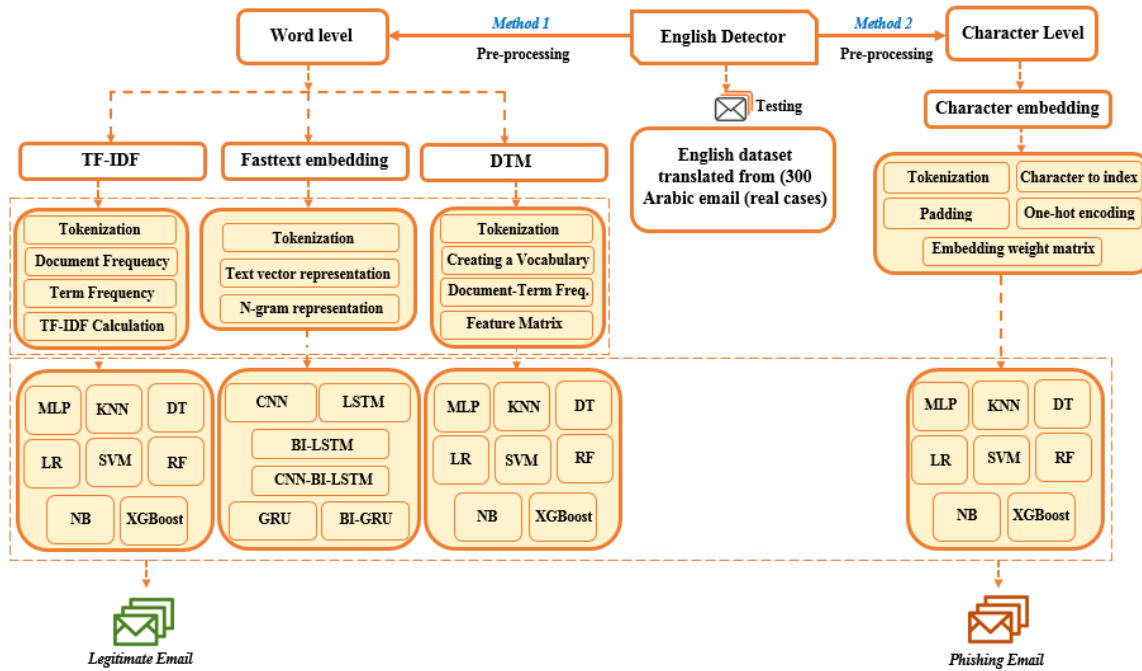 Word level
Method 1
Pre-processing
English Detector
Method 2
Pre-processing
Character Level
Testing
English dataset
translated from (300
Arabic email (real cases)
Character embedding
TF-IDF
Fasttext embedding
DTM
Tokenization
Document Frequency
Term Frequency
TF-IDF Calculation
Tokenization
Text vector representation
N-gram representation
Tokenization
Creating a Vocabulary
Document-Term Freq.
Feature Matrix
Tokenization
Character to index
Padding
One-hot encoding
Embedding weight matrix
MLP
KNN
DT
LR
SVM
RF
NB
XGBoost
CNN
LSTM
BI-LSTM
CNN-BI-LSTM
GRU
BI-GRU
MLP
KNN
DT
LR
SVM
RF
NB
XGBoost
MLP
KNN
DT
LR
SVM
RF
NB
XGBoost
Legitimate Email
Phishing Email